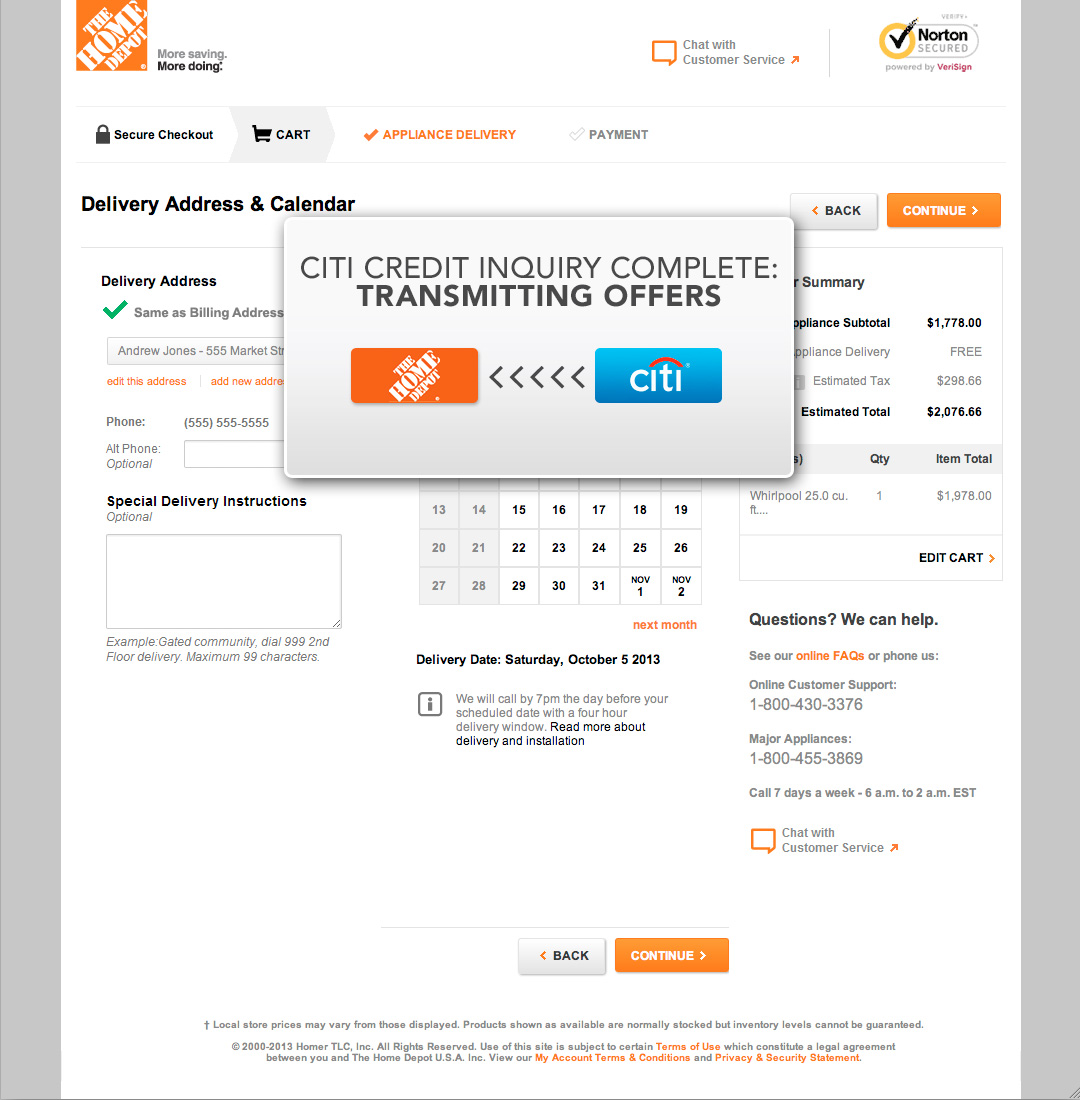 THE HOME DEPOT
More saving.
More doing.
Chat with
Customer Service
VERIFY
Norton
SECURED
powered by VeriSign
Secure Checkout
CART
APPLIANCE DELIVERY
PAYMENT
Delivery Address & Calendar
BACK
CONTINUE
CITI CREDIT INQUIRY COMPLETE:
TRANSMITTING OFFERS
THE HOME DEPOT
citi
Delivery Address
Same as Billing Address
Andrew Jones - 555 Market
edit this address
add new
Phone: (555) 555-5555
Alt Phone:
Optional
Special Delivery Instructions
Optional
Example:Gated community, dial 999 2nd
Floor delivery. Maximum 99 characters.
13 14 15 16 17 18 19
20 21 22 23 24 25 26
27 28 29 30 31 NOV 1 NOV 2
next month
Delivery Date: Saturday, October 5 2013
We will call by 7pm the day before your
scheduled date with a four hour
delivery window. Read more about
delivery and installation
Summary
Subtotal $1,778.00
Delivery FREE
Estimated Tax $298.66
Estimated Total $2,076.66
Qty Item Total
Whirlpool 25.0 cu. 1 $1,978.00
ft....
EDIT CART
Questions? We can help.
See our online FAQs or phone us:
Online Customer Support:
1-800-430-3376
Major Appliances:
1-800-455-3869
Call 7 days a week - 6 a.m. to 2 a.m. EST
Chat with
Customer Service
BACK
CONTINUE
† Local store prices may vary from those displayed. Products shown as available are normally stocked but inventory levels cannot be guaranteed.
© 2000-2013 Homer TLC, Inc. All Rights Reserved. Use of this site is subject to certain Terms of Use which constitute a legal agreement
between you and The Home Depot U.S.A. Inc. View our My Account Terms & Conditions and Privacy & Security Statement.